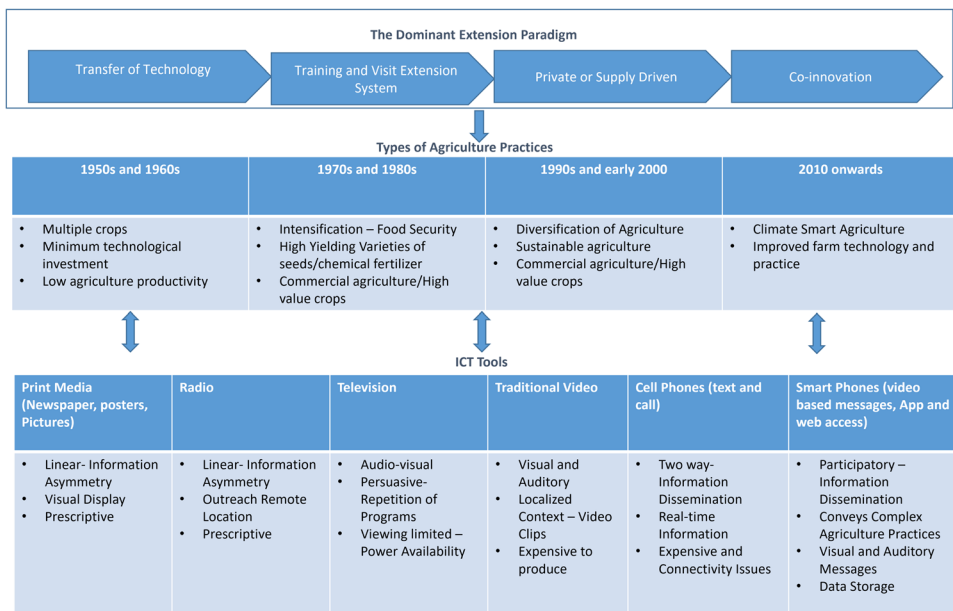 The Dominant Extension Paradigm
Transfer of Technology
Training and Visit Extension
System
Private or Supply Driven
Co-innovation
Types of Agriculture Practices
1950s and 1960s
1970s and 1980s
1990s and early 2000
2010 onwards
• Multiple crops
• Minimum technological
investment
• Low agriculture productivity
• Intensification – Food Security
• High Yielding Varieties of
seeds/chemical fertilizer
• Commercial agriculture/High
value crops
• Diversification of Agriculture
• Sustainable agriculture
• Commercial agriculture/High
value crops
• Climate Smart Agriculture
• Improved farm technology and
practice
ICT Tools
Print Media
(Newspaper, posters,
Pictures)
Radio
Television
Traditional Video
Cell Phones (text and
call)
Smart Phones (video
based messages, App and
web access)
• Linear- Information
Asymmetry
• Visual Display
• Prescriptive
• Linear- Information
Asymmetry
• Outreach Remote
Location
• Prescriptive
• Audio-visual
• Persuasive-
Repetition of
Programs
• Viewing limited –
Power Availability
• Visual and
Auditory
• Localized
Context – Video
Clips
• Expensive to
produce
• Two way-
Information
Dissemination
• Real-time
Information
• Expensive and
Connectivity Issues
• Participatory –
Information
Dissemination
• Conveys Complex
Agriculture Practices
• Visual and Auditory
Messages
• Data Storage